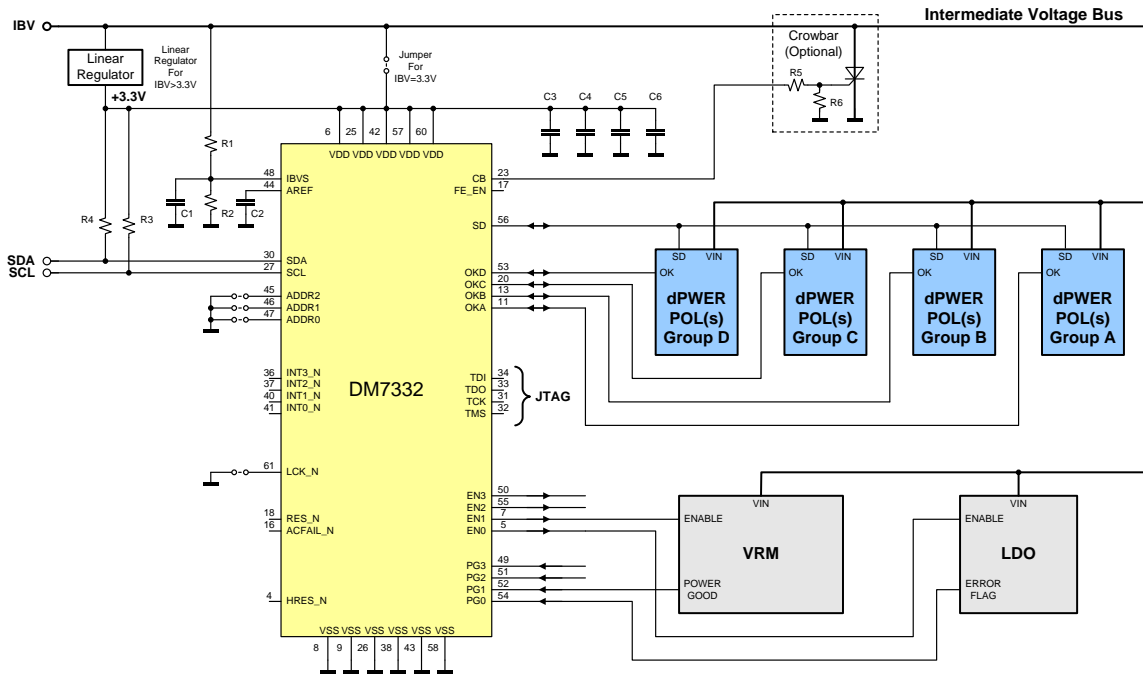 IBV
Intermediate Voltage Bus
Linear
Regulator
Linear
Regulator
For
IBV>3.3V
+3.3V
Jumper
For
IBV=3.3V
Crowbar
(Optional)
R5
R6
C3
C4
C5
C6
R1
R4
R3
C1
R2
C2
6
25
42
57
60
VDD
VDD
VDD
VDD
VDD
48
IBVS
44
AREF
SDA
30
SDA
SCL
27
SCL
45
ADDR2
46
ADDR1
47
ADDR0
36
INT3_N
37
INT2_N
40
INT1_N
41
INT0_N
61
LCK_N
18
RES_N
16
ACFAIL_N
4
HRES_N
DM7332
CB
23
FE_EN
17
SD
56
OKD
53
OKC
20
OKB
13
OKA
11
TDI
34
TDO
33
TCK
31
TMS
32
JTAG
EN3
50
EN2
55
EN1
7
EN0
5
PG3
49
PG2
51
PG1
52
PG0
54
VSS
VSS
VSS
VSS
VSS
VSS
8
9
26
38
43
58
SD
VIN
OK
dPWER
POL(s)
Group D
SD
VIN
OK
dPWER
POL(s)
Group C
SD
VIN
OK
dPWER
POL(s)
Group B
SD
VIN
OK
dPWER
POL(s)
Group A
VIN
ENABLE
VRM
POWER
GOOD
VIN
ENABLE
LDO
ERROR
FLAG